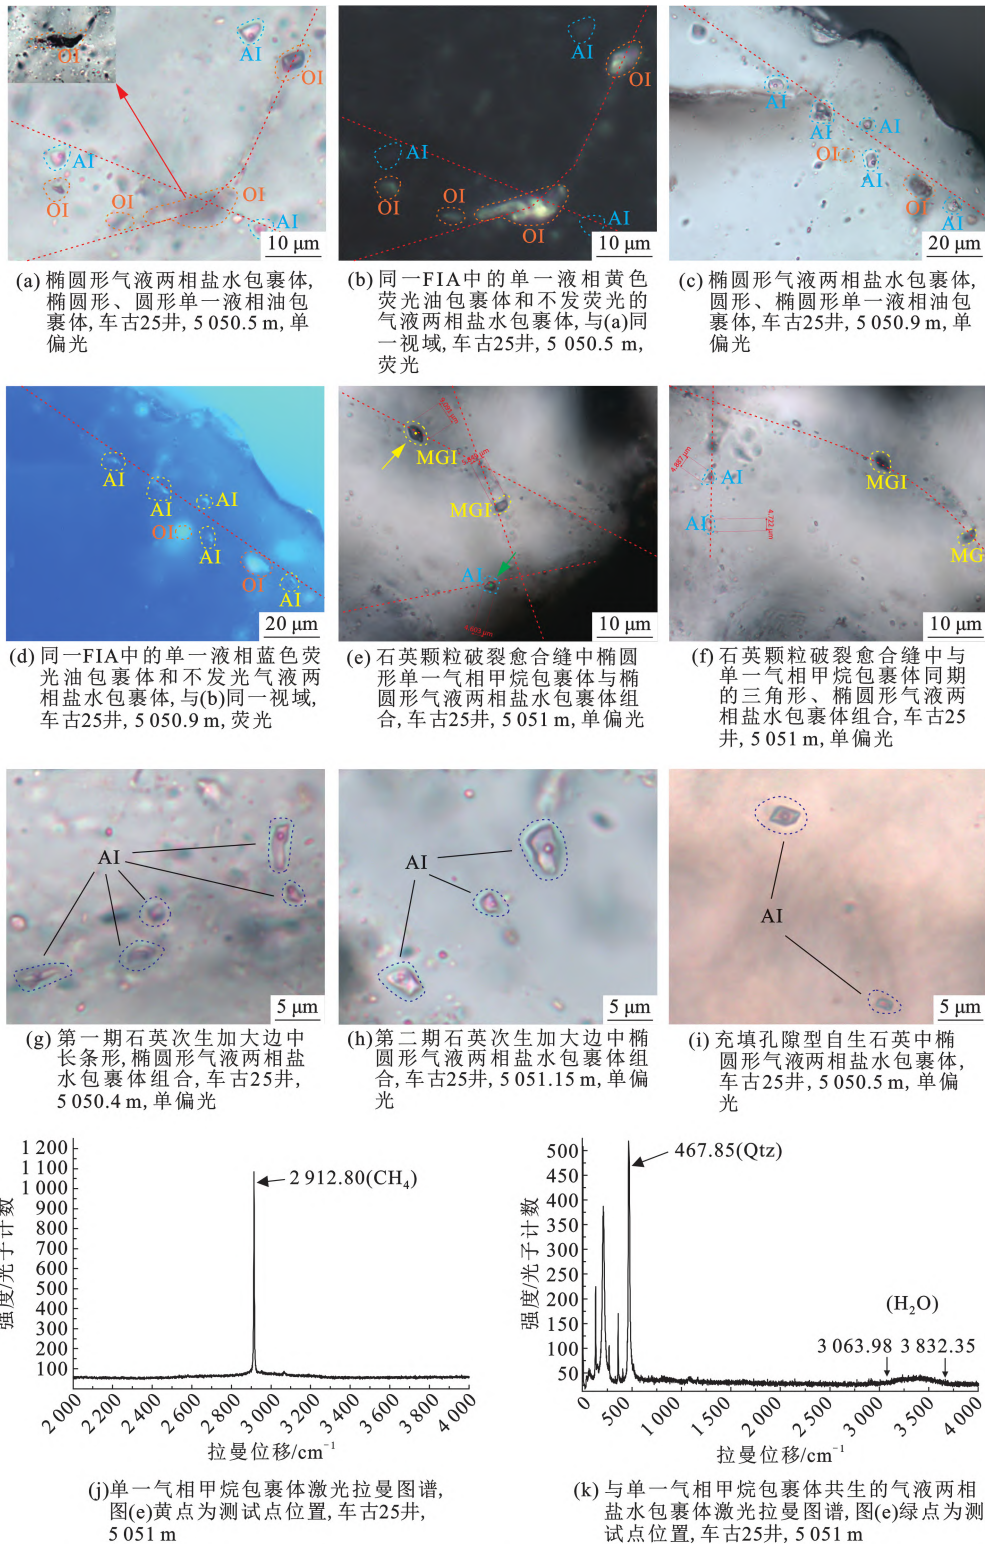 OI
AI
OI
AI
OI
OI
OI
AI
10 μm
AI
OI
AI
OI
OI
OI
AI
10 μm
AI
AI
AI
OI
AI
OI
AI
20 μm
(a) 椭圆形气液两相盐水包裹体,
椭圆形、圆形单一液相油包
裹体, 车古25井, 5 050.5 m, 单
偏光
(b) 同一FIA中的单一液相黄色
荧光油包裹体和不发荧光的
气液两相盐水包裹体, 与(a)同
一视域, 车古25井, 5 050.5 m,
荧光
(c) 椭圆形气液两相盐水包裹体,
圆形、椭圆形单一液相油包
裹体, 车古25井, 5 050.9 m, 单
偏光
AI
AI
AI
OI
AI
OI
AI
20 μm
MGI
MGI
AI
10 μm
4.887 μm
AI
MGI
AI
4.722 μm
MG
10 μm
(d) 同一FIA中的单一液相蓝色荧
光油包裹体和不发光气液两
相盐水包裹体, 与(b)同一视域,
车古25井, 5 050.9 m, 荧光
(e) 石英颗粒破裂愈合缝中椭圆
形单一气相甲烷包裹体与椭
圆形气液两相盐水包裹体组
合, 车古25井, 5 051 m, 单偏光
(f) 石英颗粒破裂愈合缝中与
单一气相甲烷包裹体同期
的三角形、椭圆形气液两
相盐水包裹体组合, 车古25
井, 5 051 m, 单偏光
AI
5 μm
AI
5 μm
AI
5 μm
(g) 第一期石英次生加大边中
长条形, 椭圆形气液两相盐
水包裹体组合, 车古25井,
5 050.4 m, 单偏光
(h) 第二期石英次生加大边中椭
圆形气液两相盐水包裹体组
合, 车古25井, 5 051.15 m, 单偏
光
(i) 充填孔隙型自生石英中椭
圆形气液两相盐水包裹体,
车古25井, 5 050.5 m, 单偏
光
强度/光子计数
1 200
1 100
1 000
900
800
700
600
500
400
300
200
100
2 912.80(CH₄)
2 000 2 200 2 400 2 600 2 800 3 000 3 200 3 400 3 600 3 800 4 000
拉曼位移/cm⁻¹
强度/光子计数
500
450
400
350
300
250
200
150
100
50
467.85(Qtz)
(H₂O)
3 063.98 3 832.35
0 500 1 000 1 500 2 000 2 500 3 000 3 500 4 000
拉曼位移/cm⁻¹
(j) 单一气相甲烷包裹体激光拉曼图谱,
图(e)黄点为测试点位置, 车古25井,
5 051 m
(k) 与单一气相甲烷包裹体共生的气液两相
盐水包裹体激光拉曼图谱, 图(e)绿点为测
试点位置, 车古25井, 5 051 m